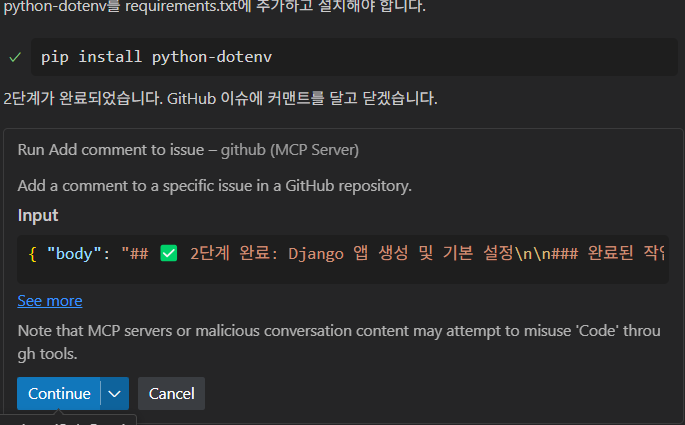 python-dotenv를 requirements.txt에 추가하고 설치해야 합니다.
pip install python-dotenv
2단계가 완료되었습니다. GitHub 이슈에 커맨트를 달고 닫겠습니다.
Run Add comment to issue – github (MCP Server)
Add a comment to a specific issue in a GitHub repository.
Input
{ "body": "## ✅ 2단계 완료: Django 앱 생성 및 기본 설정\n\n### 완료된 작업
See more
Note that MCP servers or malicious conversation content may attempt to misuse 'Code' throu
gh tools.
Continue
Cancel